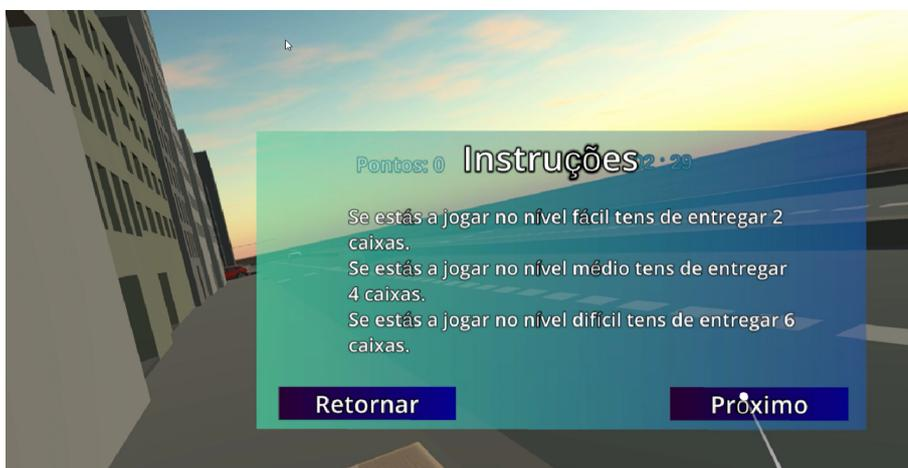 Pontos: 0 Instruções 02 : 29
Se estás a jogar no nível fácil tens de entregar 2
caixas.
Se estás a jogar no nível médio tens de entregar
4 caixas.
Se estás a jogar no nível difícil tens de entregar 6
caixas.
Retornar Próximo